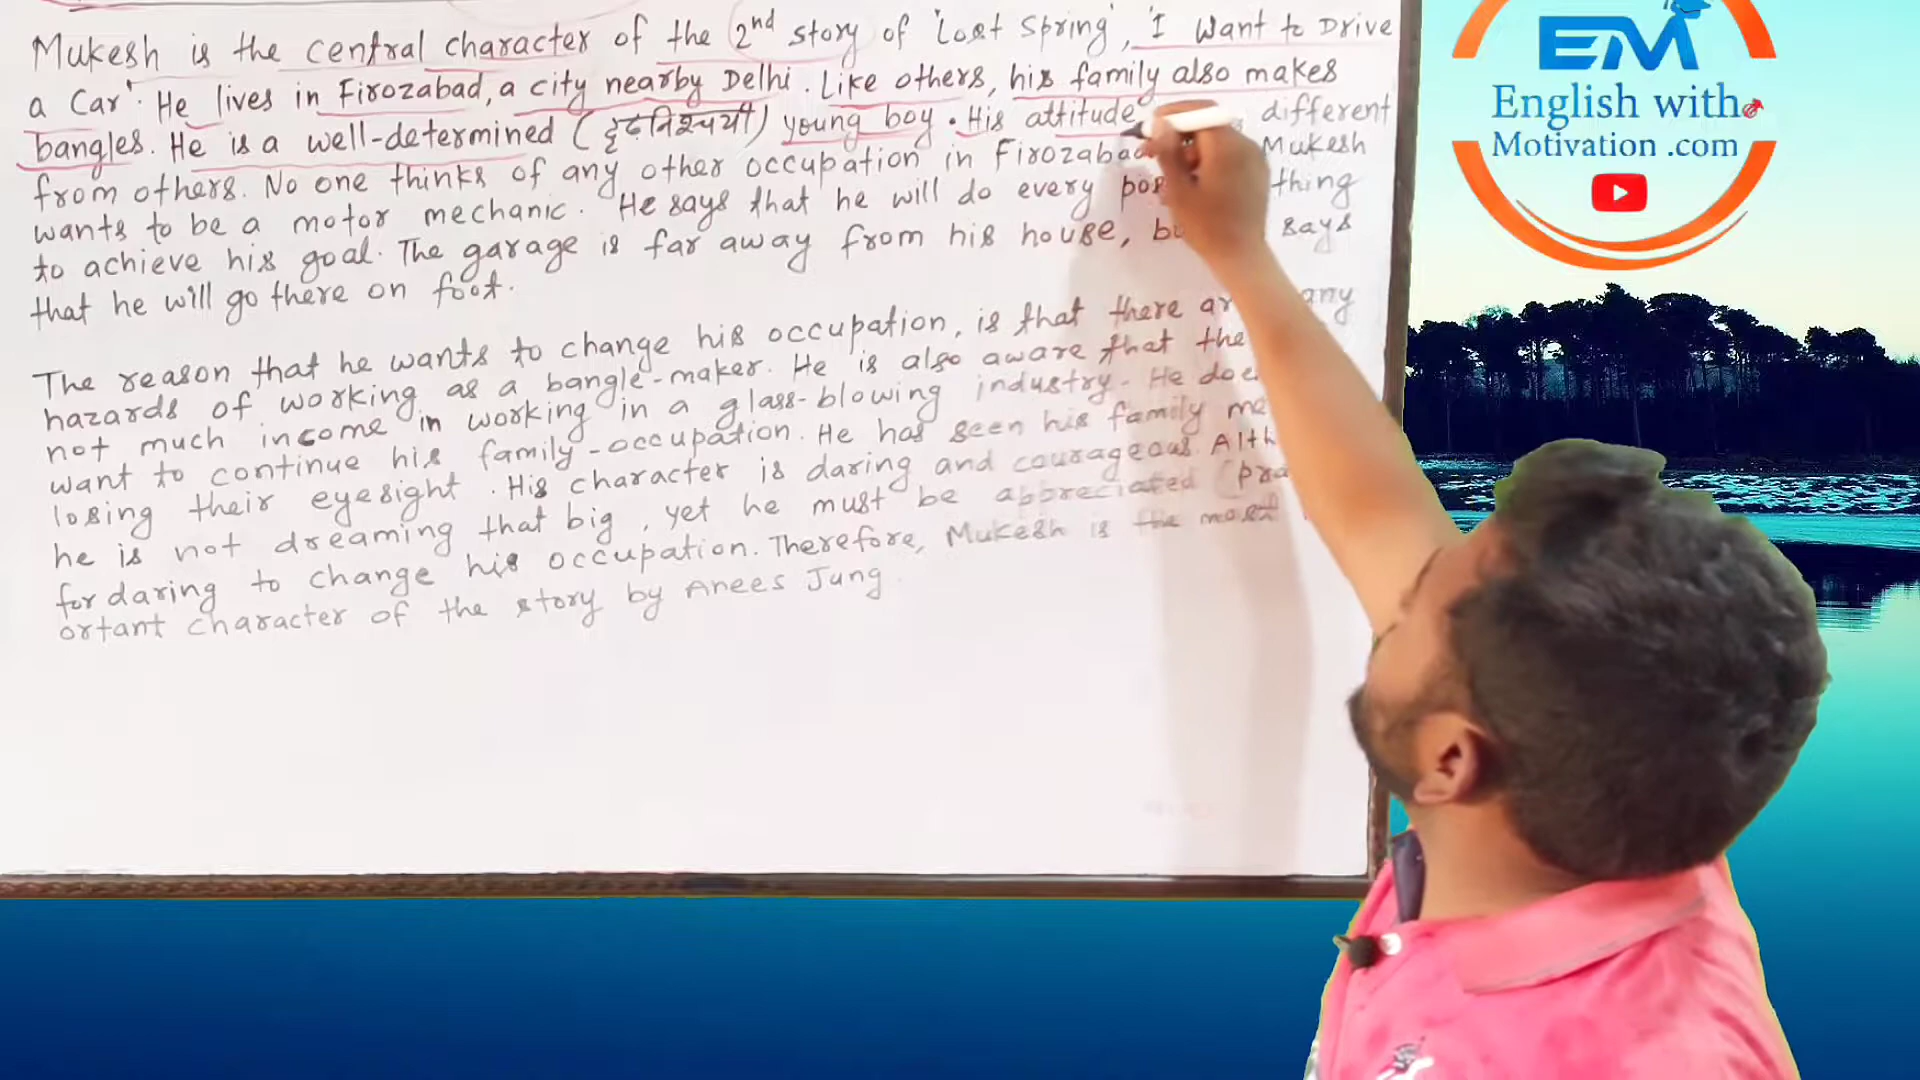 Mukesh is the central character of the 2nd story of 'Lost Spring', 'I Want to Drive
a Car'. He lives in Firozabad, a city nearby Delhi. Like others, his family also makes
bangles. He is a well-determined (दृढ़निश्चयी) young boy. His attitude different
from others. No one thinks of any other occupation in Firozabad Mukesh
wants to be a motor mechanic. He says that he will do every thing
to achieve his goal. The garage is far away from his house, says
that he will go there on foot.
The reason that he wants to change his occupation, is that there
hazards of working as a bangle-maker. He is also aware that
not much income in working in a glass-blowing industry. He
want to continue his family-occupation. He has seen his family
losing their eyesight. His character is daring and courageous.
he is not dreaming that big, yet he must be appreciated
for daring to change his occupation. Therefore, Mukesh is the most
ortant character of the story by Anees Jung.
EM
English with
Motivation .com